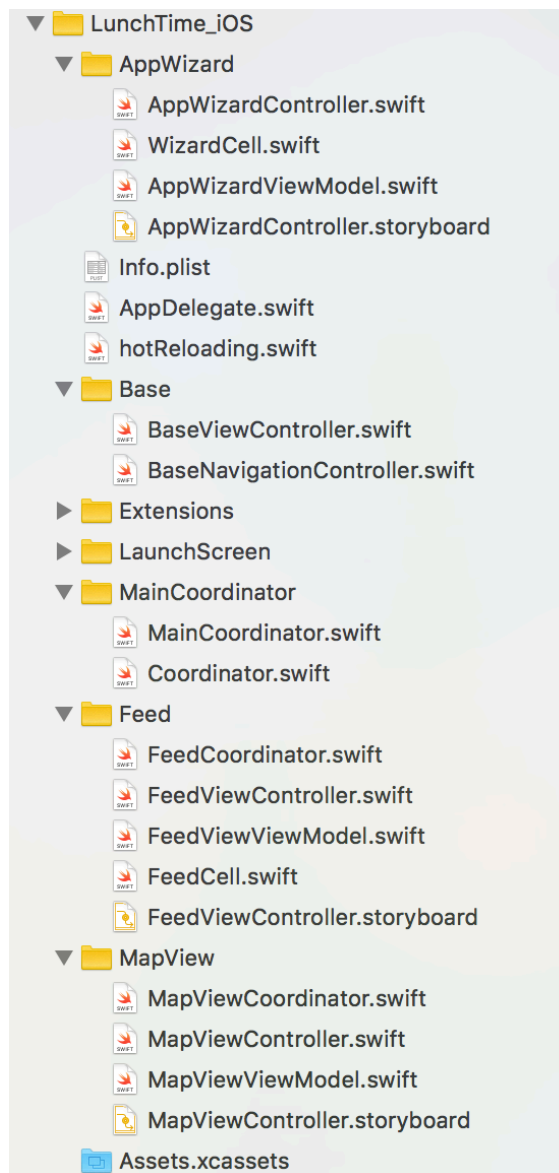 LunchTime_iOS
AppWizard
AppWizardController.swift
WizardCell.swift
AppWizardViewModel.swift
AppWizardController.storyboard
Info.plist
AppDelegate.swift
hotReloading.swift
Base
BaseViewController.swift
BaseNavigationController.swift
Extensions
LaunchScreen
MainCoordinator
MainCoordinator.swift
Coordinator.swift
Feed
FeedCoordinator.swift
FeedViewController.swift
FeedViewViewModel.swift
FeedCell.swift
FeedViewController.storyboard
MapView
MapViewCoordinator.swift
MapViewController.swift
MapViewViewModel.swift
MapViewController.storyboard
Assets.xcassets